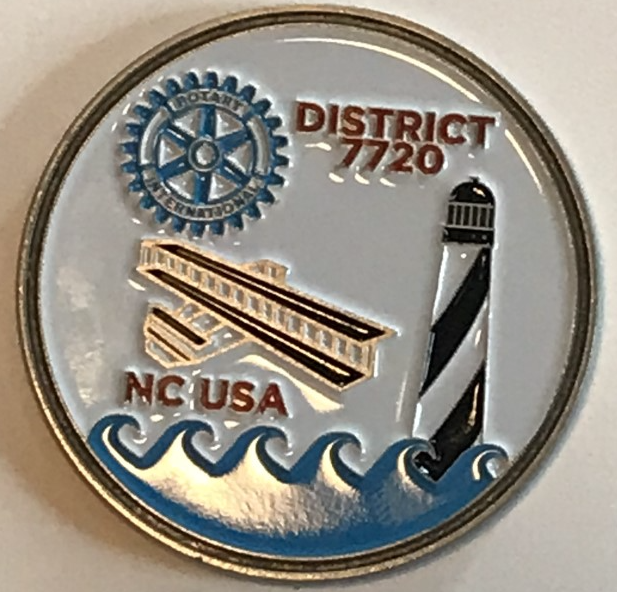 ROTARY
INTERNATIONAL
DISTRICT
7720
NC USA